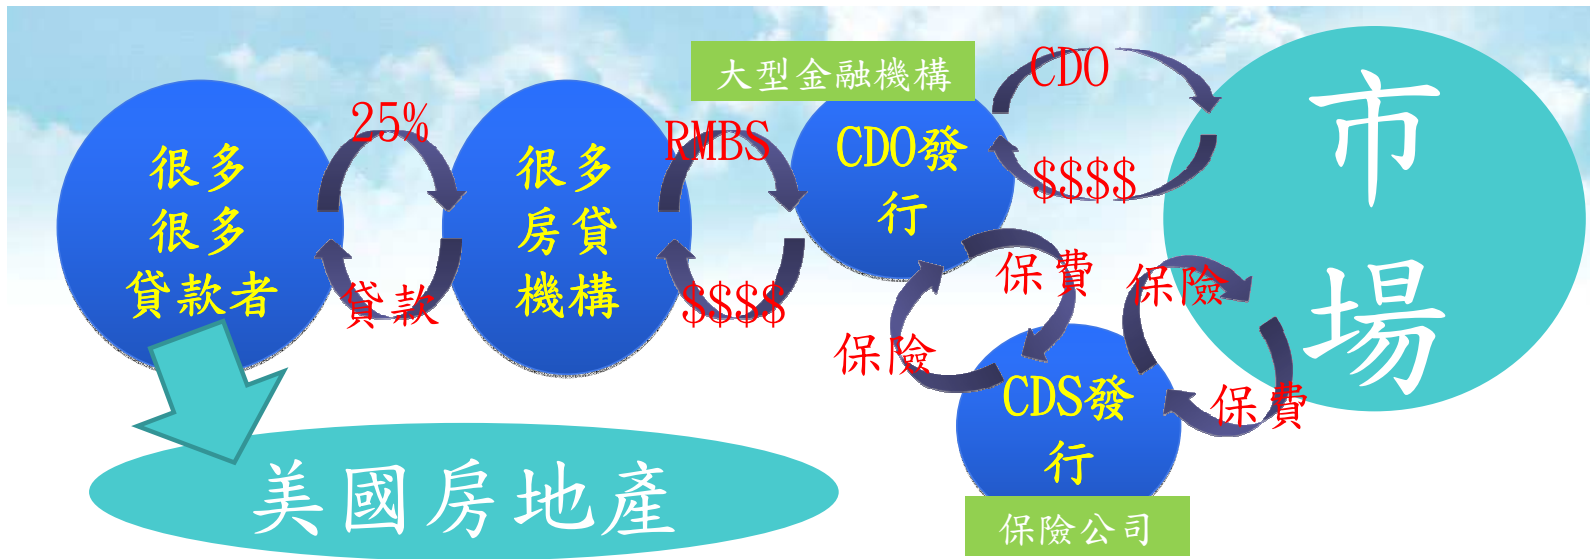 很多
很多
貸款者
25%
貸款
很多
房貸
機構
RMBS
$$$$
大型金融機構
CDO發
行
CDO
$$$$
市
場
保費
保險
保險
保費
CDS發
行
保險公司
美國房地產